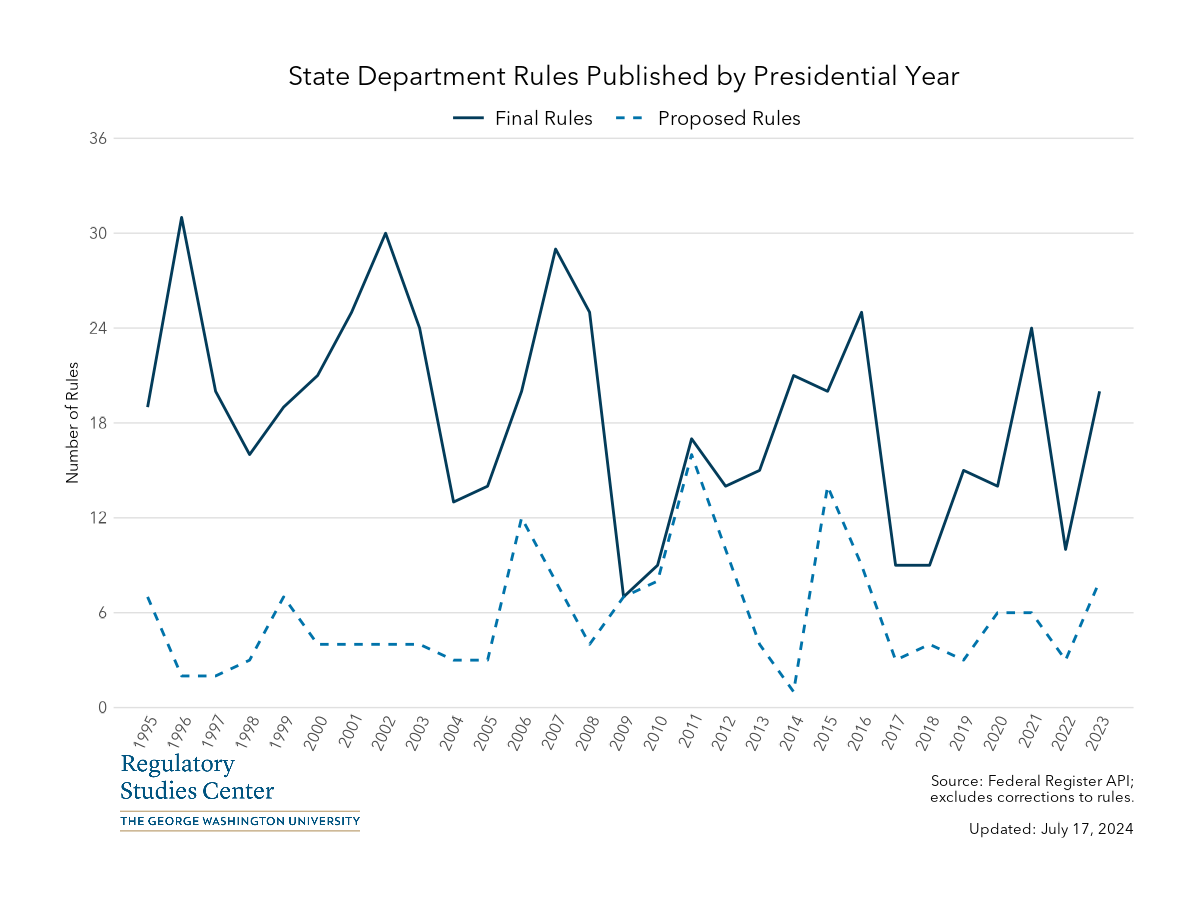 State Department Rules Published by Presidential Year
Final Rules Proposed Rules
36
30
24
18
12
6
0
Number of Rules
1995 1996 1997 1998 1999 2000 2001 2002 2003 2004 2005 2006 2007 2008 2009 2010 2011 2012 2013 2014 2015 2016 2017 2018 2019 2020 2021 2022 2023
Regulatory
Studies Center
THE GEORGE WASHINGTON UNIVERSITY
Source: Federal Register API;
excludes corrections to rules.
Updated: July 17, 2024